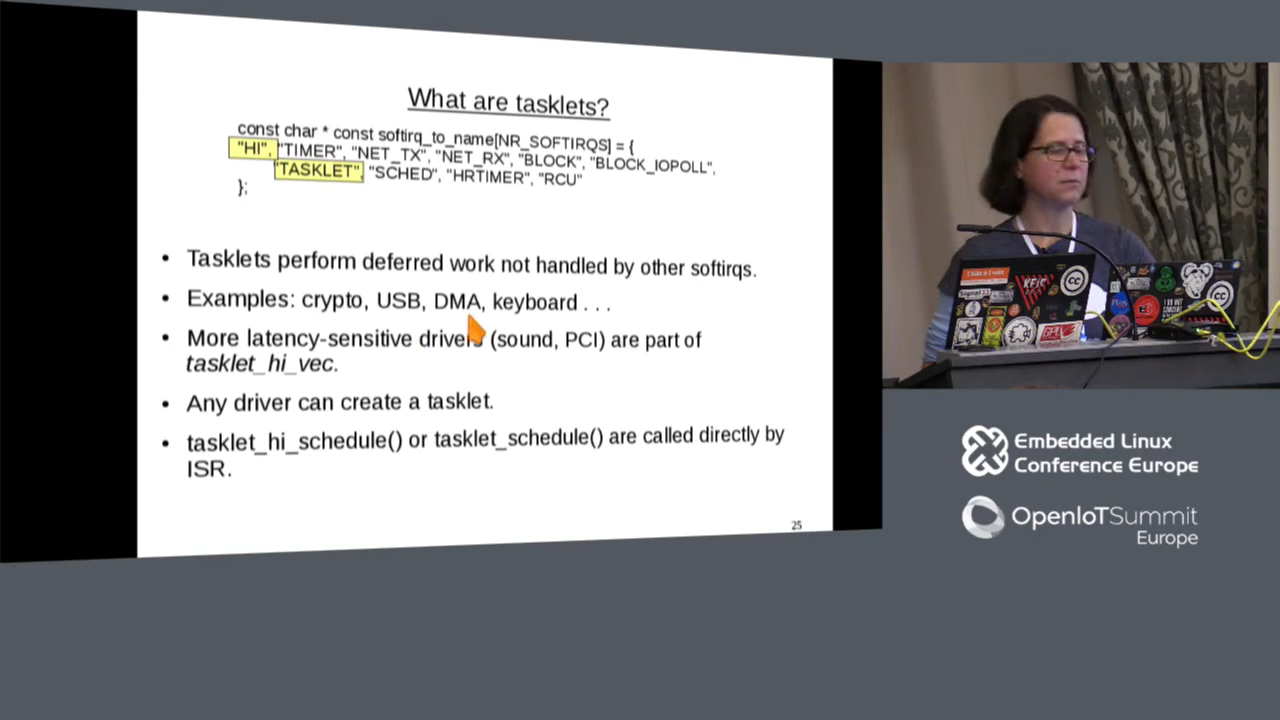 What are tasklets?
const char * const softirq_to_name[NR_SOFTIRQS] = {
"HI", "TIMER", "NET_TX", "NET_RX", "BLOCK", "BLOCK_IOPOLL",
"TASKLET", "SCHED", "HRTIMER", "RCU"
};
• Tasklets perform deferred work not handled by other softirqs.
• Examples: crypto, USB, DMA, keyboard . . .
• More latency-sensitive drivers (sound, PCI) are part of
tasklet_hi_vec.
• Any driver can create a tasklet.
• tasklet_hi_schedule() or tasklet_schedule() are called directly by
ISR.
25
CC
CC
Embedded Linux
Conference Europe
OpenIoTSummit
Europe